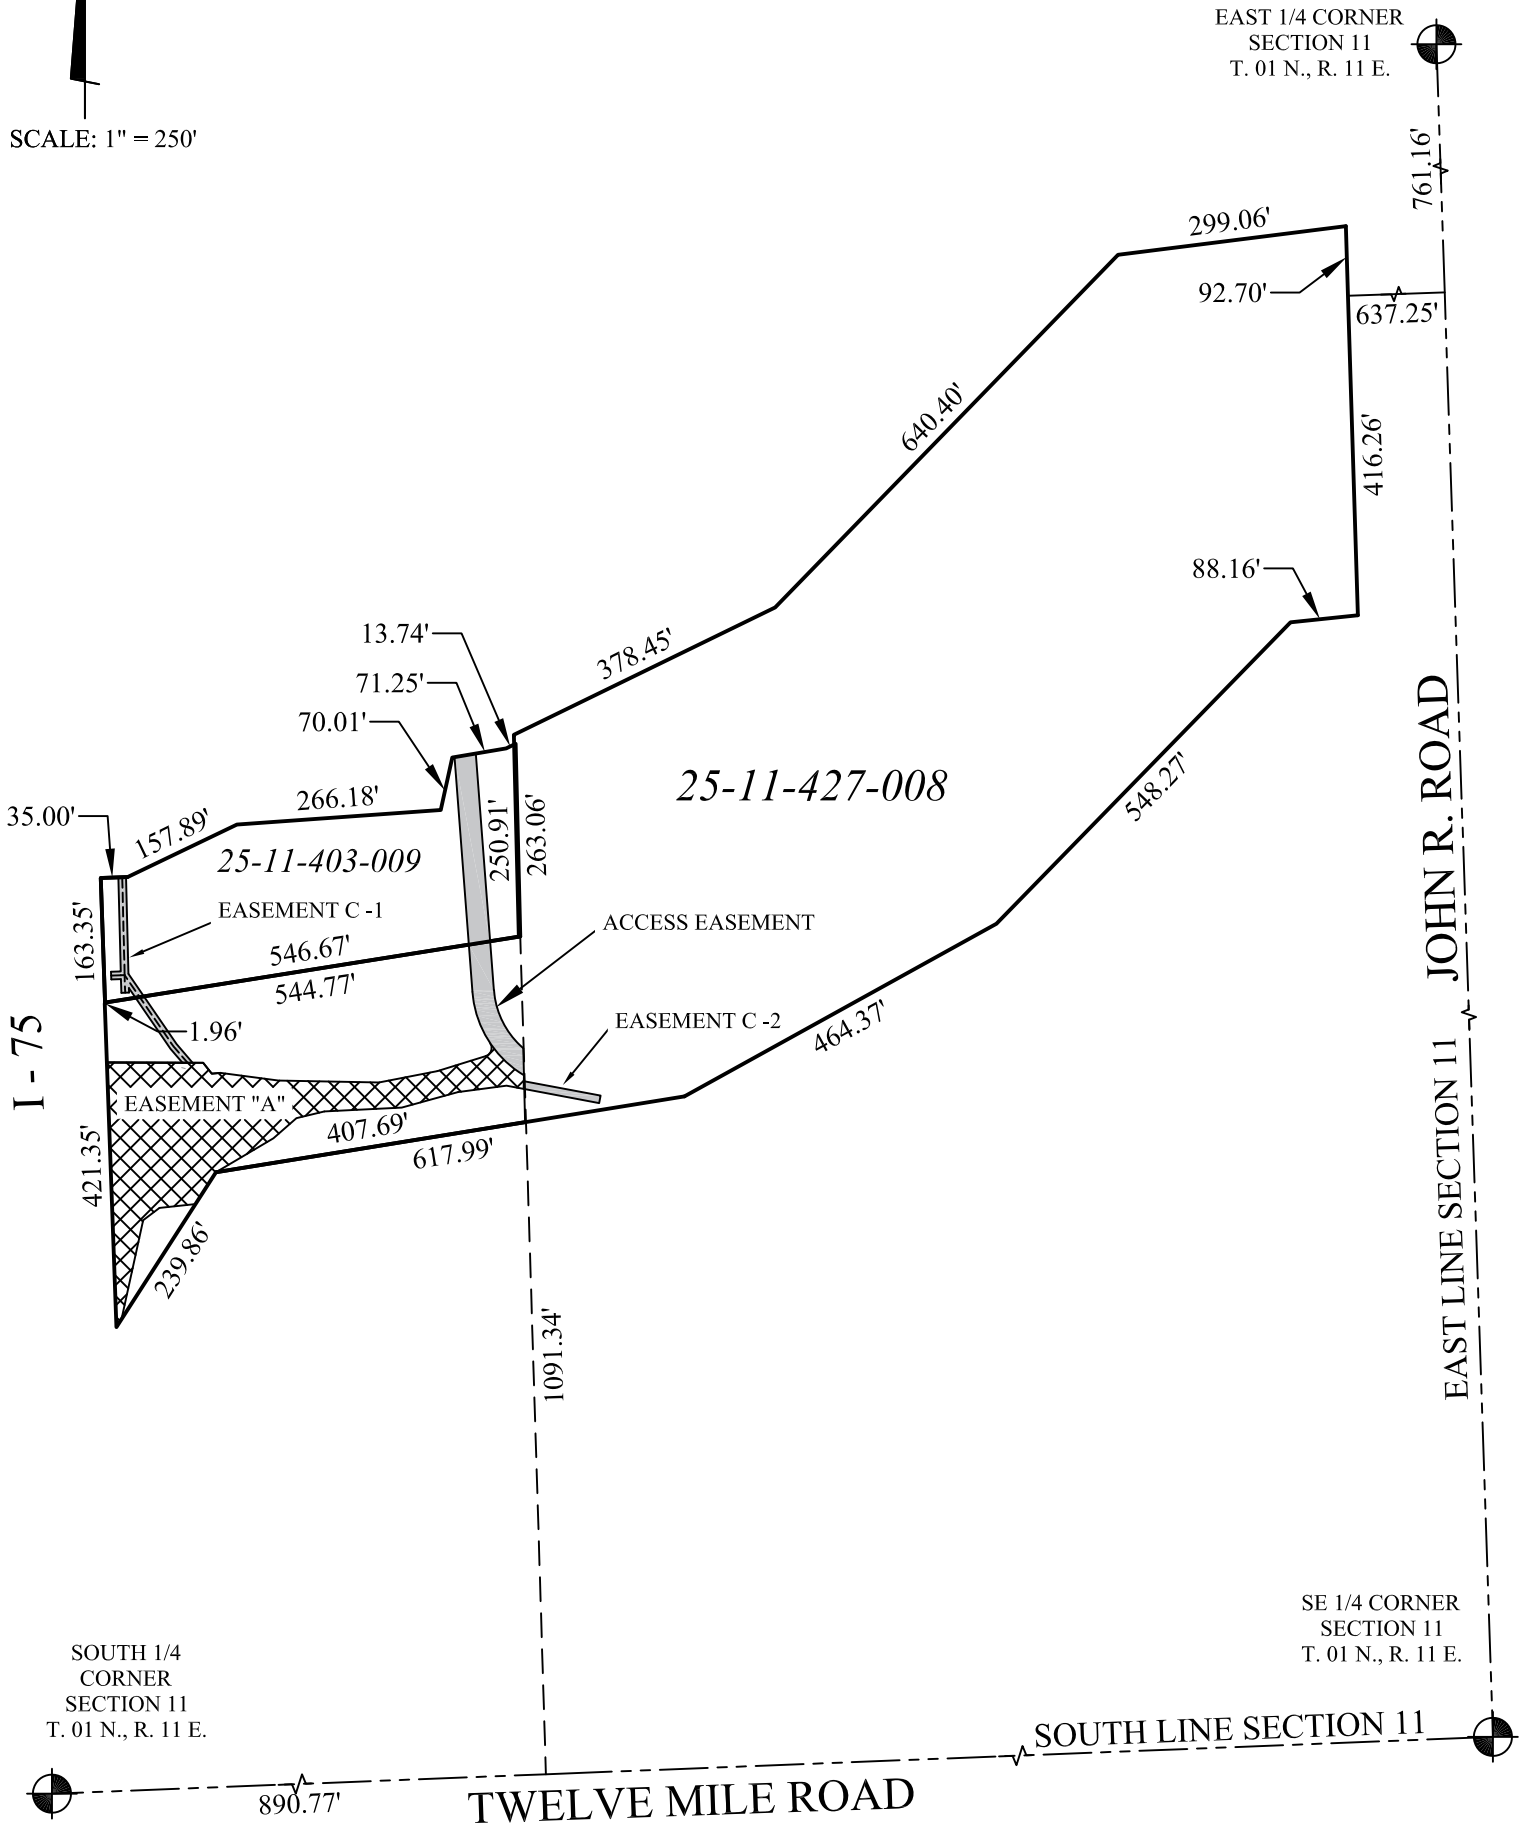 EAST 1/4 CORNER
SECTION 11
T. 01 N., R. 11 E.
SCALE: 1" = 250'
761.16'
299.06'
92.70'
637.25'
640.40'
416.26'
88.16'
13.74'
378.45'
71.25'
70.01'
25-11-427-008
548.27'
JOHN R. ROAD
266.18'
35.00'
157.89'
250.91'
263.06'
25-11-403-009
EASEMENT C -1
ACCESS EASEMENT
163.35'
546.67'
544.77'
1.96'
EASEMENT C -2
464.37'
I - 75
EASEMENT "A"
407.69'
617.99'
421.35'
239.86'
EAST LINE SECTION 11
1091.34'
SE 1/4 CORNER
SECTION 11
T. 01 N., R. 11 E.
SOUTH 1/4
CORNER
SECTION 11
T. 01 N., R. 11 E.
SOUTH LINE SECTION 11
890.77'
TWELVE MILE ROAD